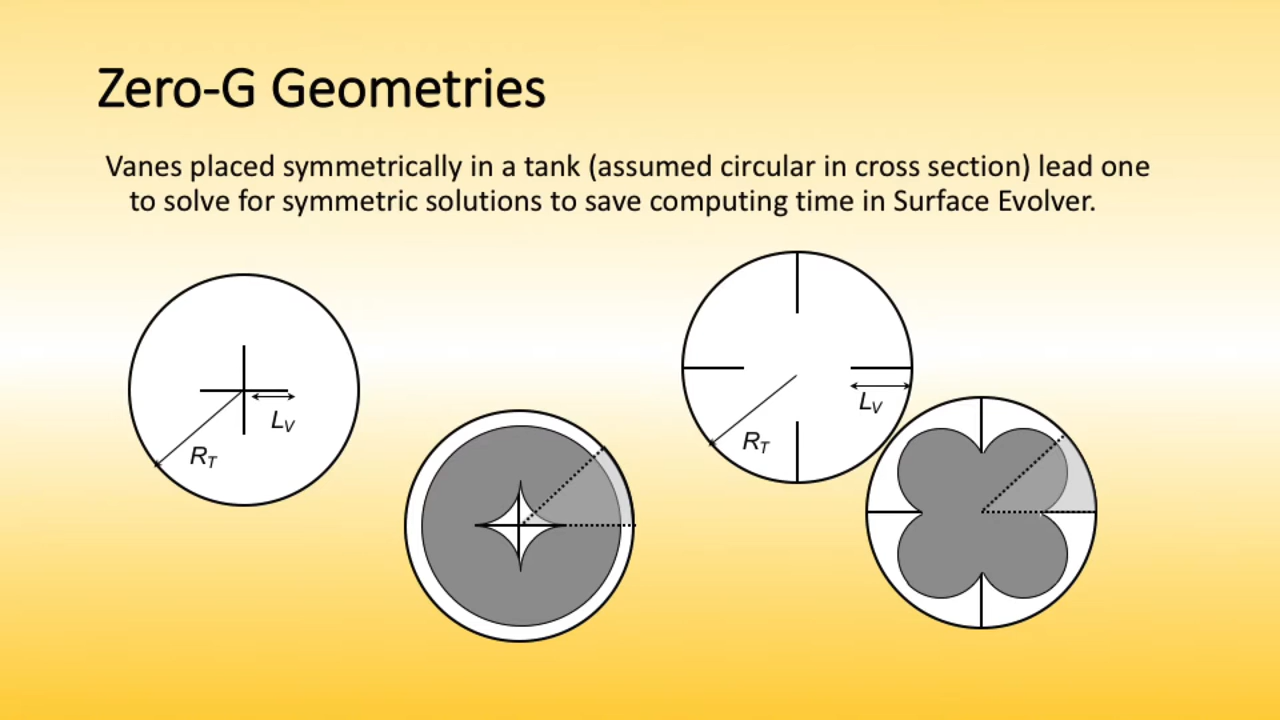 Zero-G Geometries
Vanes placed symmetrically in a tank (assumed circular in cross section) lead one
to solve for symmetric solutions to save computing time in Surface Evolver.
LV
RT
LV
RT